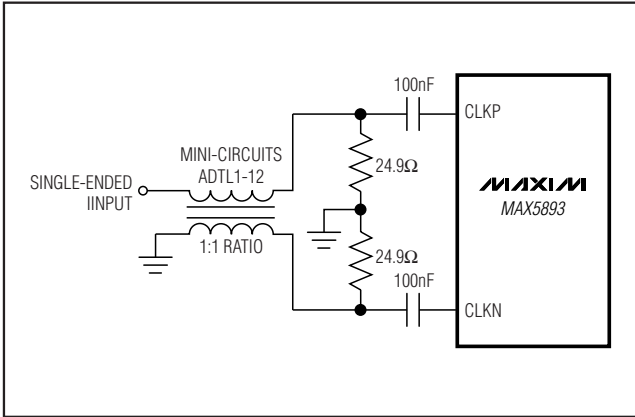 100nF
CLKP
MINI-CIRCUITS
ADTL1-12
24.9Ω
SINGLE-ENDED
IINPUT
MAXIM
MAX5893
1:1 RATIO
24.9Ω
100nF
CLKN